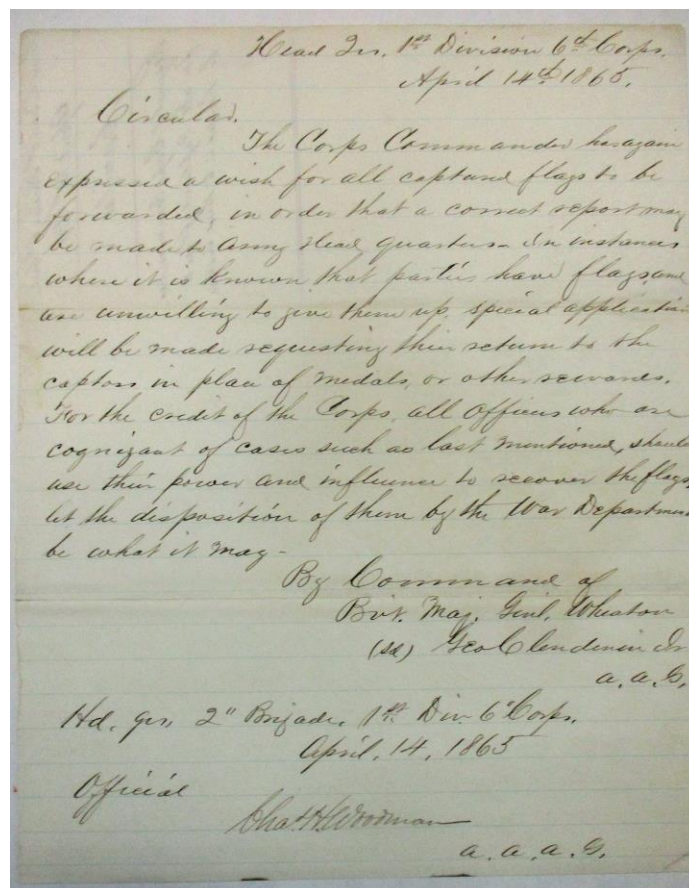 Head Qrs. 1st Division 6th Corps.
April 14th 1865.
Circular.
The Corps Commander has again
expressed a wish for all captured flags to be
forwarded, in order that a correct report may
be made to Army Head quarters - In instances
where it is known that parties have flags, and
are unwilling to give them up, special application
will be made requesting their return to the
captors in place of medals, or other rewards.
For the credit of the Corps, all officers who are
cognizant of cases such as last mentioned, should
use their power and influence to recover the flags,
let the disposition of them by the War Department
be what it may -
By Command of
Bvt. Maj. Genl. Wheaton
(sd) Geo Clendenin Jr
a.a.G.
Hd. Qrs. 2" Brigade, 1st Div. 6" Corps.
April. 14, 1865
Official
Chas. H. Woodman
a.a.a.G.